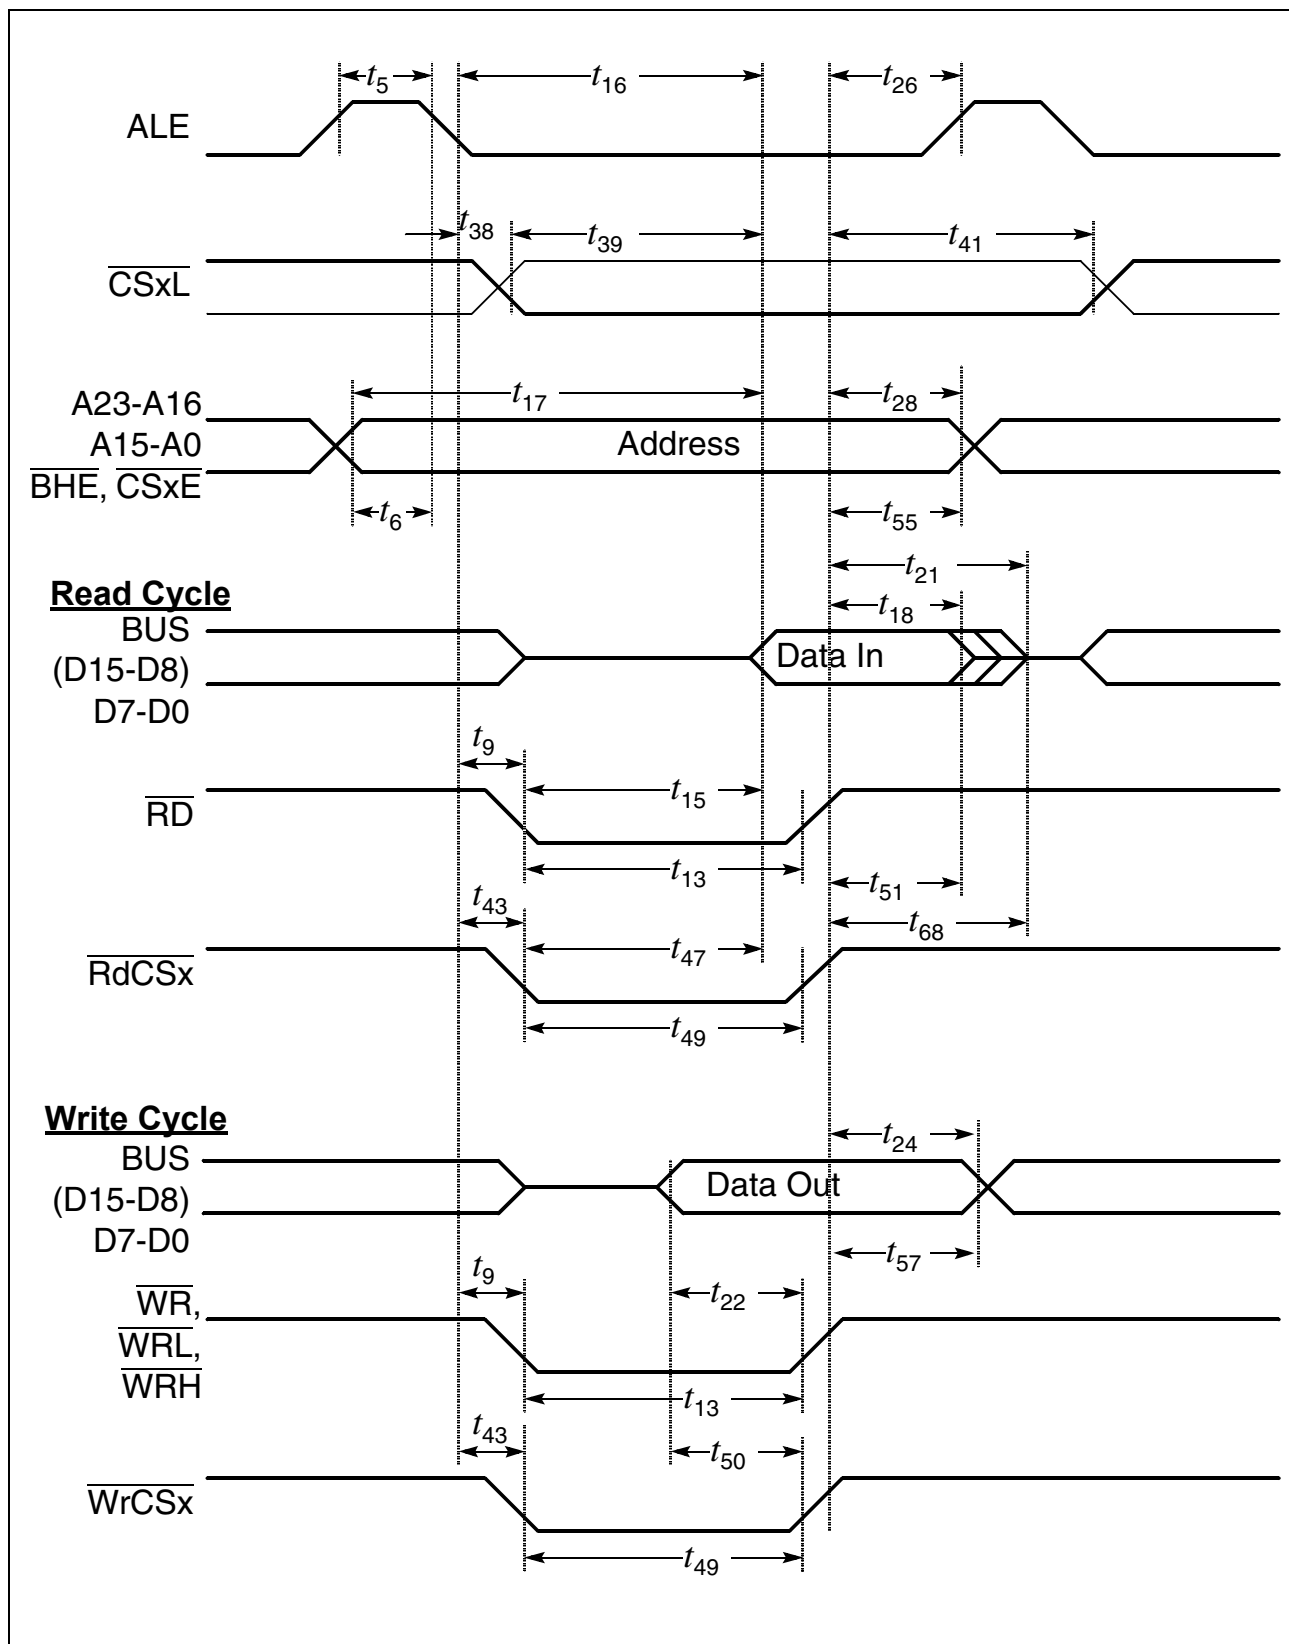 t5 t16 t26
ALE
t38 t39 t41
CSxL
t17 t28
A23-A16
A15-A0
Address
BHE, CSxE
t6 t55
t21
Read Cycle
t18
BUS
(D15-D8)
Data In
D7-D0
t9
t15
RD
t13 t51
t43
t68
t47
RdCSx
t49
Write Cycle
t24
BUS
(D15-D8)
Data Out
D7-D0
t57
t9
t22
WR,
WRL,
WRH
t13
t43
t50
WrCSx
t49